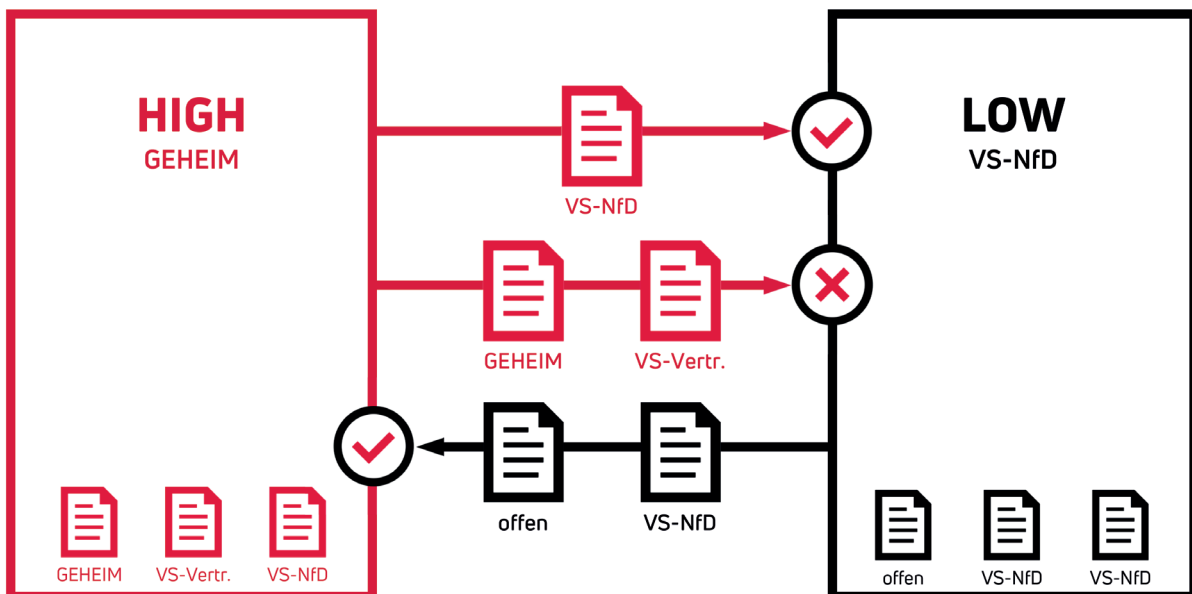 HIGH
GEHEIM
LOW
VS-NfD
VS-NfD
GEHEIM
VS-Vertr.
offen
VS-NfD
GEHEIM
VS-Vertr.
VS-NfD
offen
VS-NfD
VS-NfD